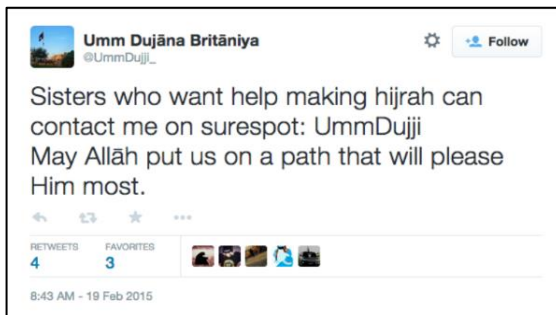 Umm Dujāna Britāniya
@UmmDujji_
Follow
Sisters who want help making hijrah can
contact me on surespot: UmmDujji
May Allāh put us on a path that will please
Him most.
RETWEETS FAVORITES
4 3
8:43 AM - 19 Feb 2015